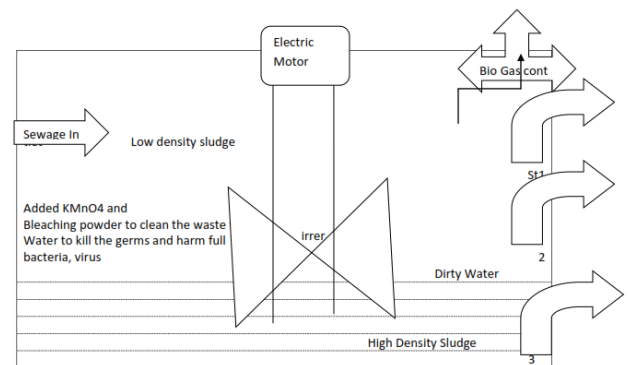 Electric
Motor
Bio Gas cont
Sewage In
Low density sludge
St1
Added KMnO4 and
Bleaching powder to clean the waste
Water to kill the germs and harm full
bacteria, virus
irrer
2
Dirty Water
High Density Sludge
3